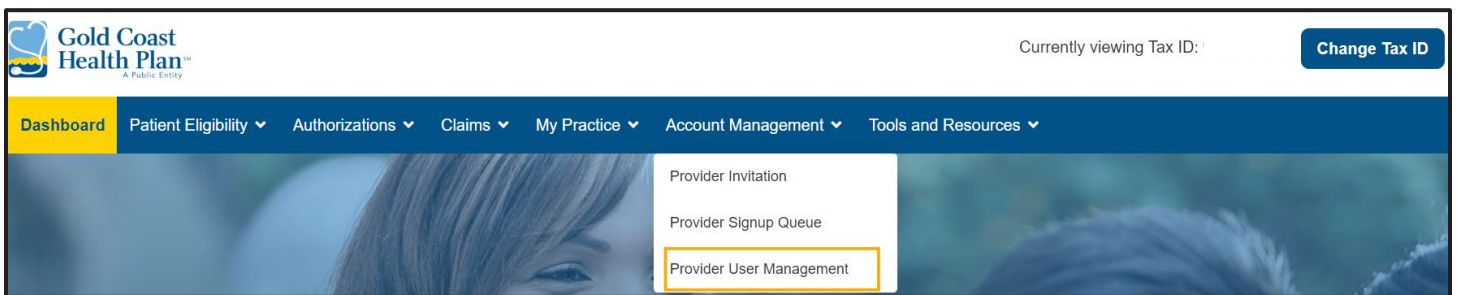 Gold Coast
Health Plan℠
A Public Entity
Currently viewing Tax ID:
Change Tax ID
Dashboard Patient Eligibility Authorizations Claims My Practice Account Management Tools and Resources
Provider Invitation
Provider Signup Queue
Provider User Management